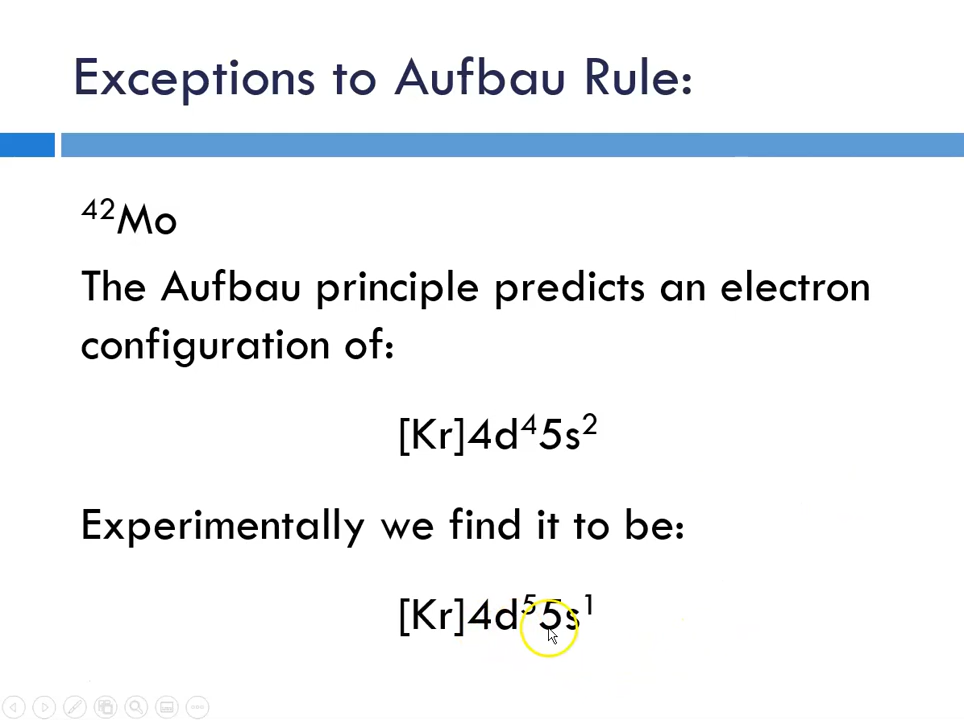 Exceptions to Aufbau Rule:
⁴²Mo
The Aufbau principle predicts an electron
configuration of:
[Kr]4d⁴5s²
Experimentally we find it to be:
[Kr]4d⁵5s¹